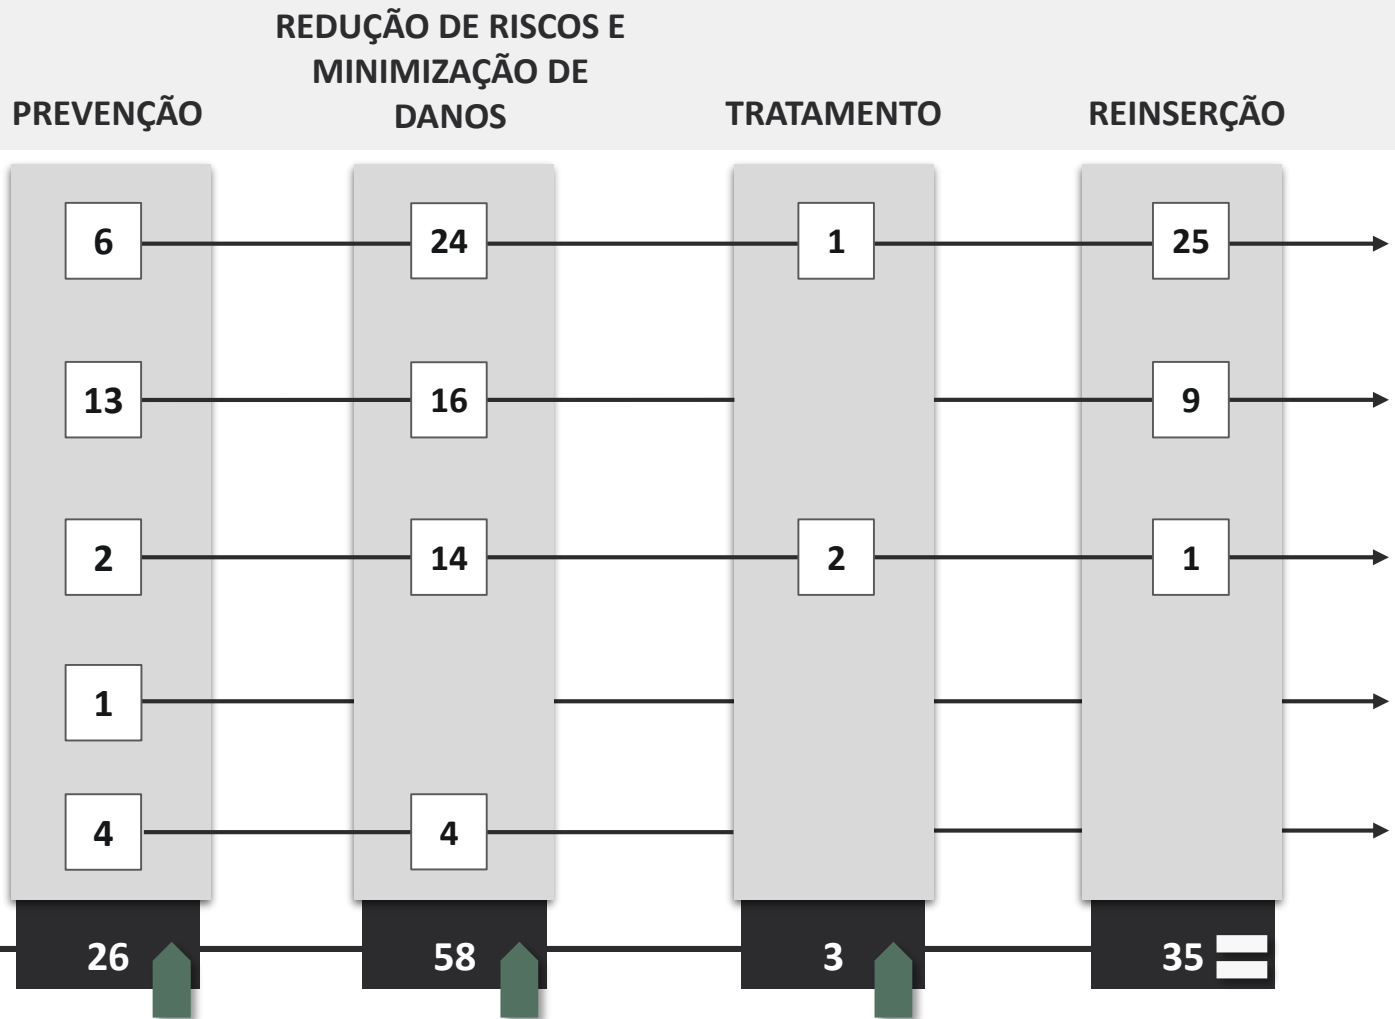 REDUÇÃO DE RISCOS E
MINIMIZAÇÃO DE
DANOS
PREVENÇÃO
TRATAMENTO
REINSERÇÃO
6 24 1 25
13 16 9
2 14 2 1
1
4 4
26 58 3 35